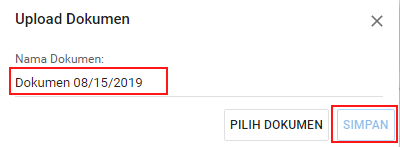 Upload Dokumen
Nama Dokumen:
Dokumen 08/15/2019
PILIH DOKUMEN
SIMPAN